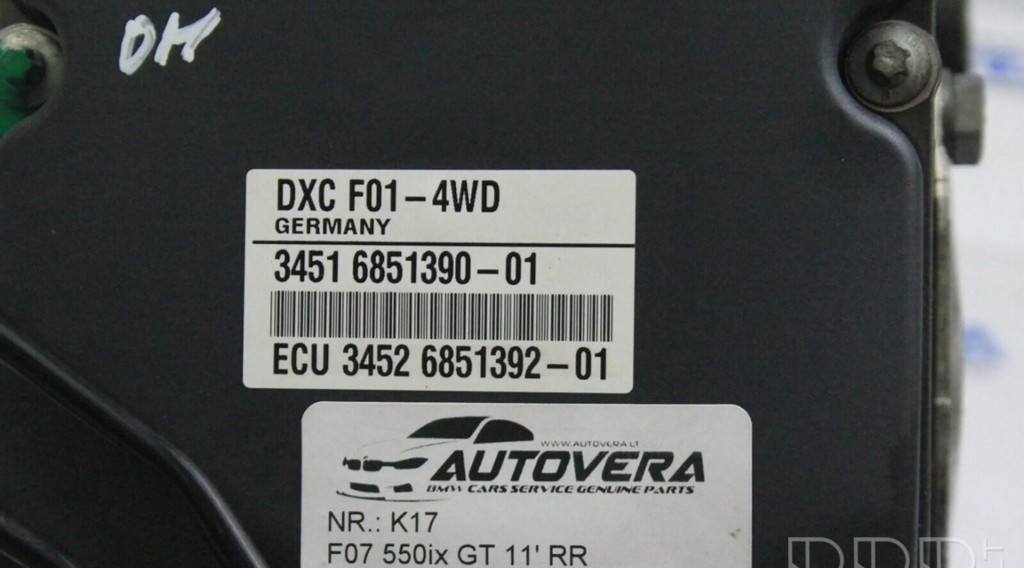 DH
DXC F01-4WD
GERMANY
3451 6851390-01
ECU 3452 6851392-01
WWW.AUTOVERA.LT
AUTOVERA
BMW CARS SERVICE GENUINE PARTS
NR.: K17
F07 550ix GT 11' RR